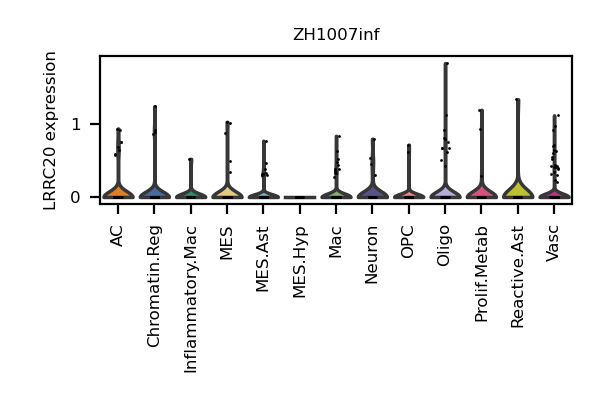 ZH1007inf
LRRC20 expression
1
0
AC
Chromatin.Reg
Inflammatory.Mac
MES
MES.Ast
MES.Hyp
Mac
Neuron
OPC
Oligo
Prolif.Metab
Reactive.Ast
Vasc